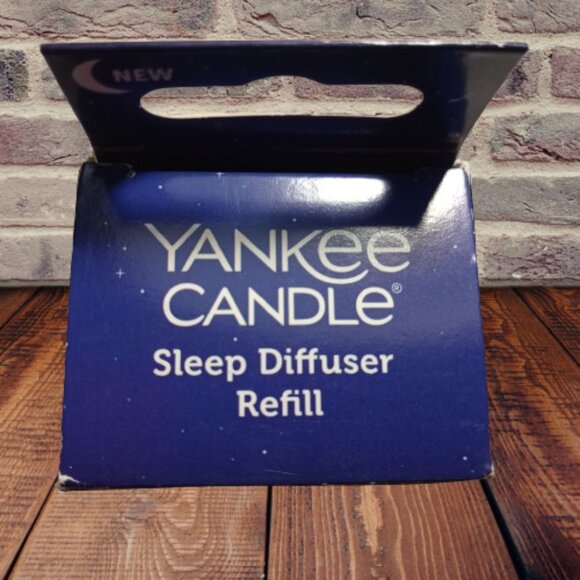 NEW
YANKEE
CANDLE®
Sleep Diffuser
Refill